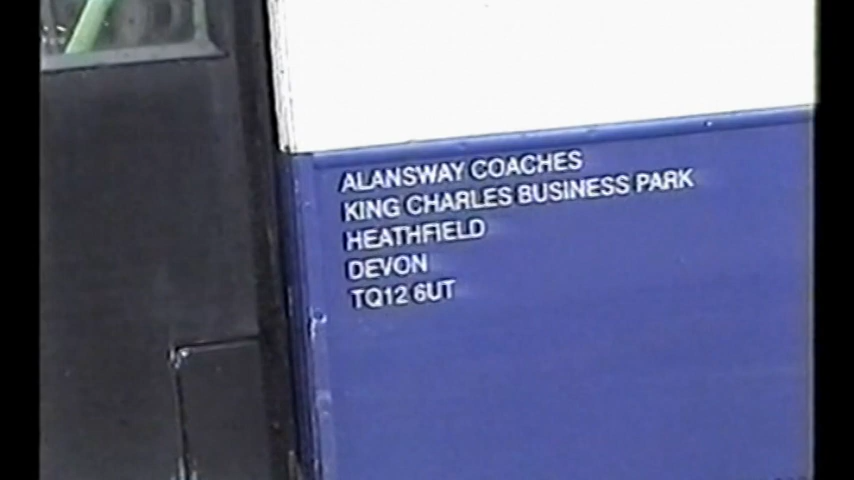 ALANSWAY COACHES
KING CHARLES BUSINESS PARK
HEATHFIELD
DEVON
TQ12 6UT